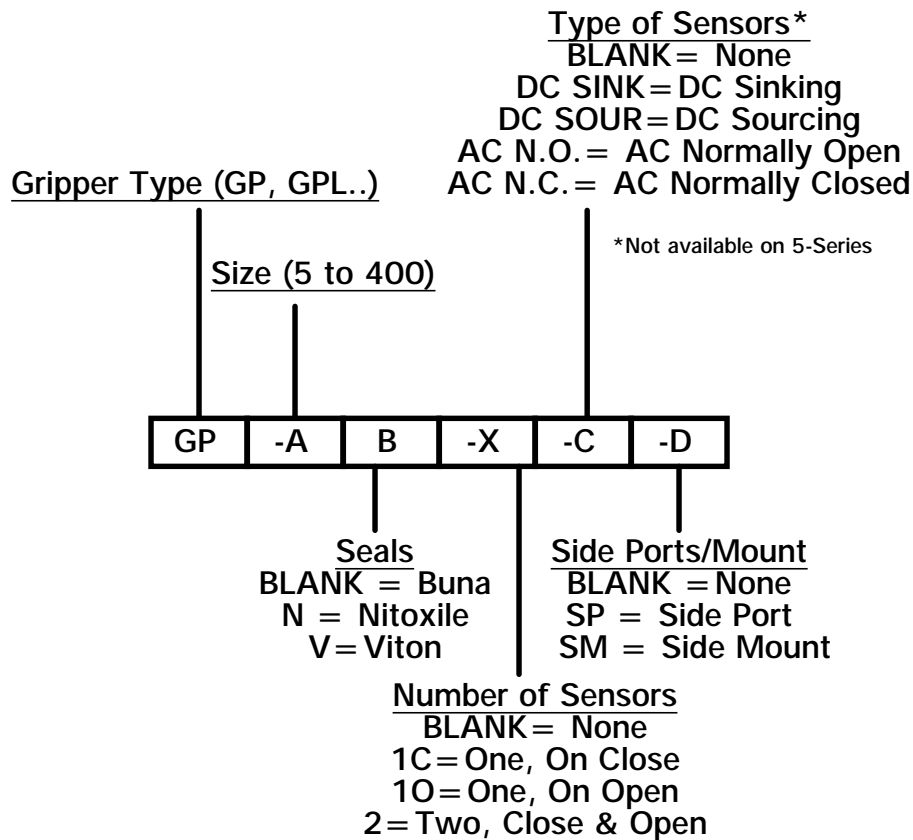 Type of Sensors*
BLANK= None
DC SINK=DC Sinking
DC SOUR=DC Sourcing
AC N.O.= AC Normally Open
AC N.C.= AC Normally Closed
*Not available on 5-Series
Gripper Type (GP, GPL..)
Size (5 to 400)
GP -A B -X -C -D
Seals
BLANK = Buna
N = Nitoxile
V=Viton
Side Ports/Mount
BLANK =None
SP = Side Port
SM = Side Mount
Number of Sensors
BLANK= None
1C=One, On Close
1O=One, On Open
2=Two, Close & Open